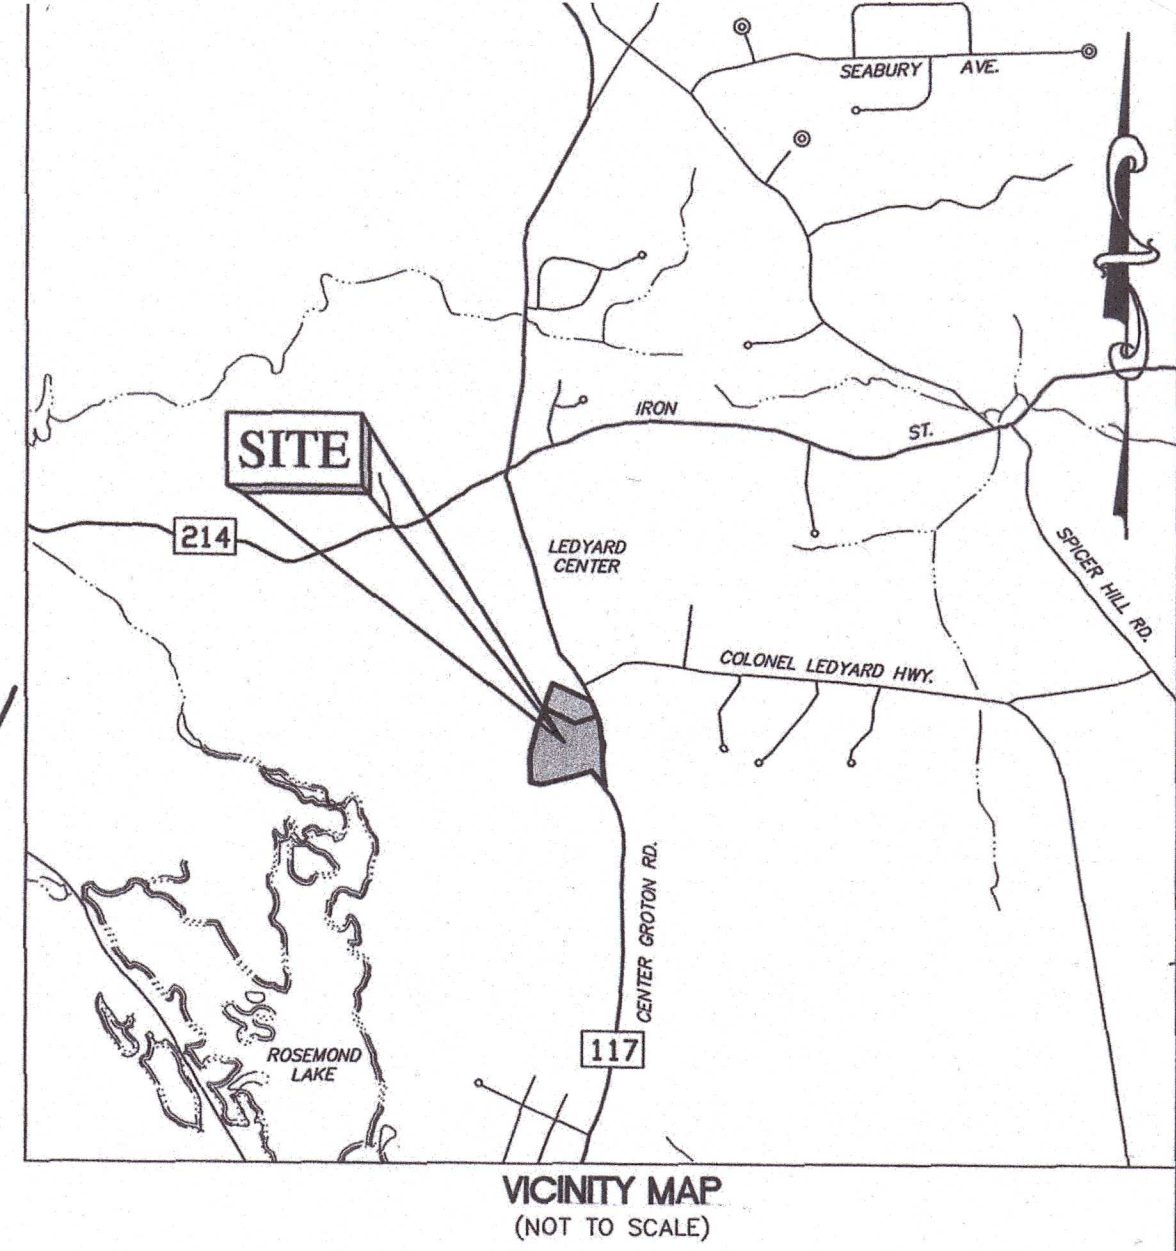 SEABURY AVE.
IRON ST.
SITE
214
LEDYARD
CENTER
SPICER HILL RD.
COLONEL LEDYARD HWY.
CENTER GROTON RD.
117
ROSEMOND
LAKE
VICINITY MAP
(NOT TO SCALE)